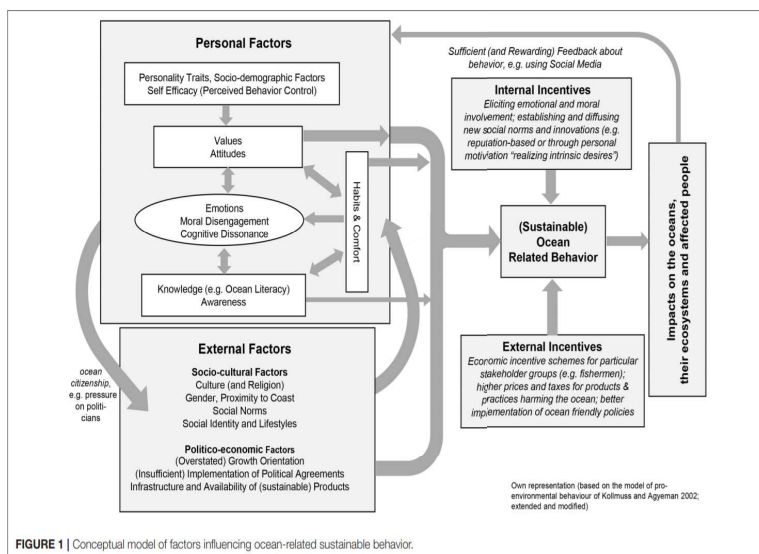 Personal Factors
Personality Traits, Socio-demographic Factors
Self Efficacy (Perceived Behavior Control)
Values
Attitudes
Emotions
Moral Disengagement
Cognitive Dissonance
Habits & Comfort
Knowledge (e.g. Ocean Literacy)
Awareness
ocean
citizenship,
e.g. pressure
on politi-
cians
External Factors
Socio-cultural Factors
Culture (and Religion)
Gender, Proximity to Coast
Social Norms
Social Identity and Lifestyles
Politico-economic Factors
(Overstated) Growth Orientation
(Insufficient) Implementation of Political Agreements
Infrastructure and Availability of (sustainable) Products
Sufficient (and Rewarding) Feedback about
behavior, e.g. using Social Media
Internal Incentives
Eliciting emotional and moral
involvement; establishing and diffusing
new social norms and innovations (e.g.
reputation-based or through personal
motivation “realizing intrinsic desires”)
(Sustainable)
Ocean
Related Behavior
External Incentives
Economic incentive schemes for particular
stakeholder groups (e.g. fishermen);
higher prices and taxes for products &
practices harming the ocean; better
implementation of ocean friendly policies
Impacts on the oceans,
their ecosystems and affected people
Own representation (based on the model of pro-
environmental behaviour of Kollmuss and Agyeman 2002;
extended and modified)
FIGURE 1 | Conceptual model of factors influencing ocean-related sustainable behavior.